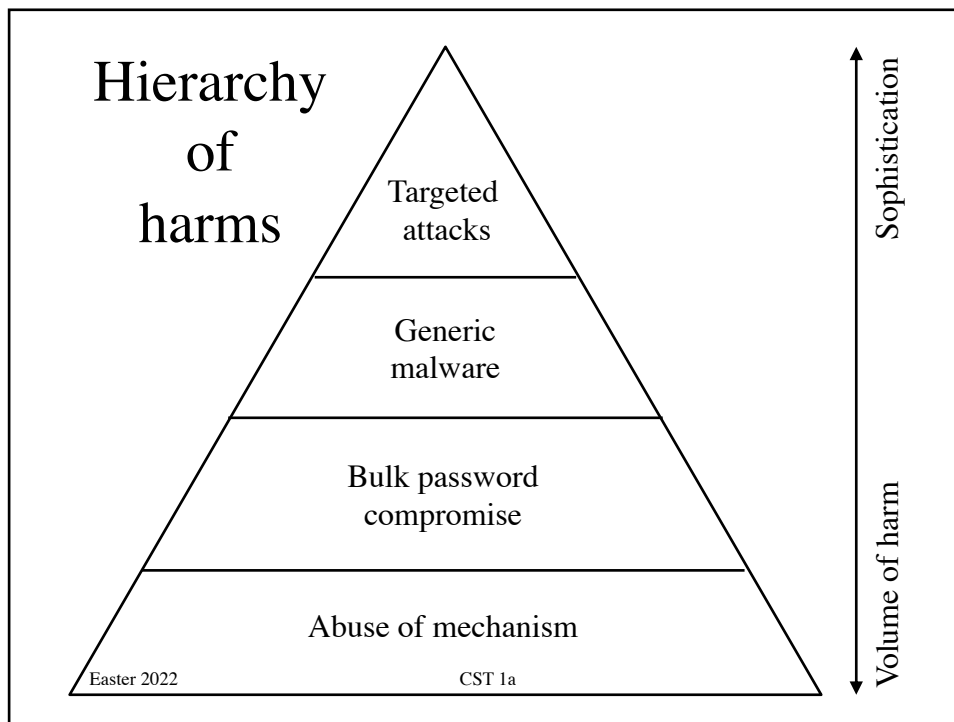 Hierarchy
of
harms
Targeted
attacks
Generic
malware
Bulk password
compromise
Abuse of mechanism
Sophistication
Volume of harm
Easter 2022
CST 1a